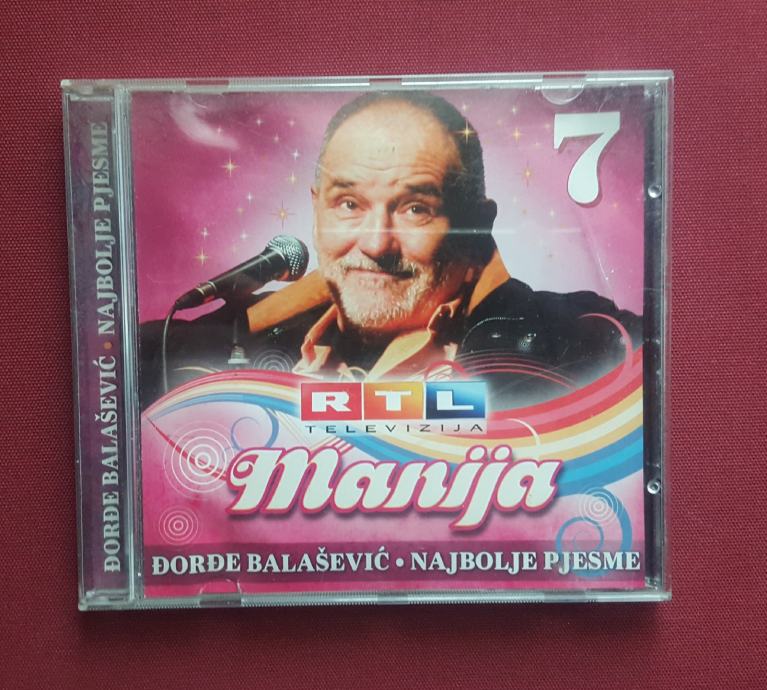 ĐORĐE BALAŠEVIĆ • NAJBOLJE PJESME
7
RTL
TELEVIZIJA
Manija
ĐORĐE BALAŠEVIĆ • NAJBOLJE PJESME